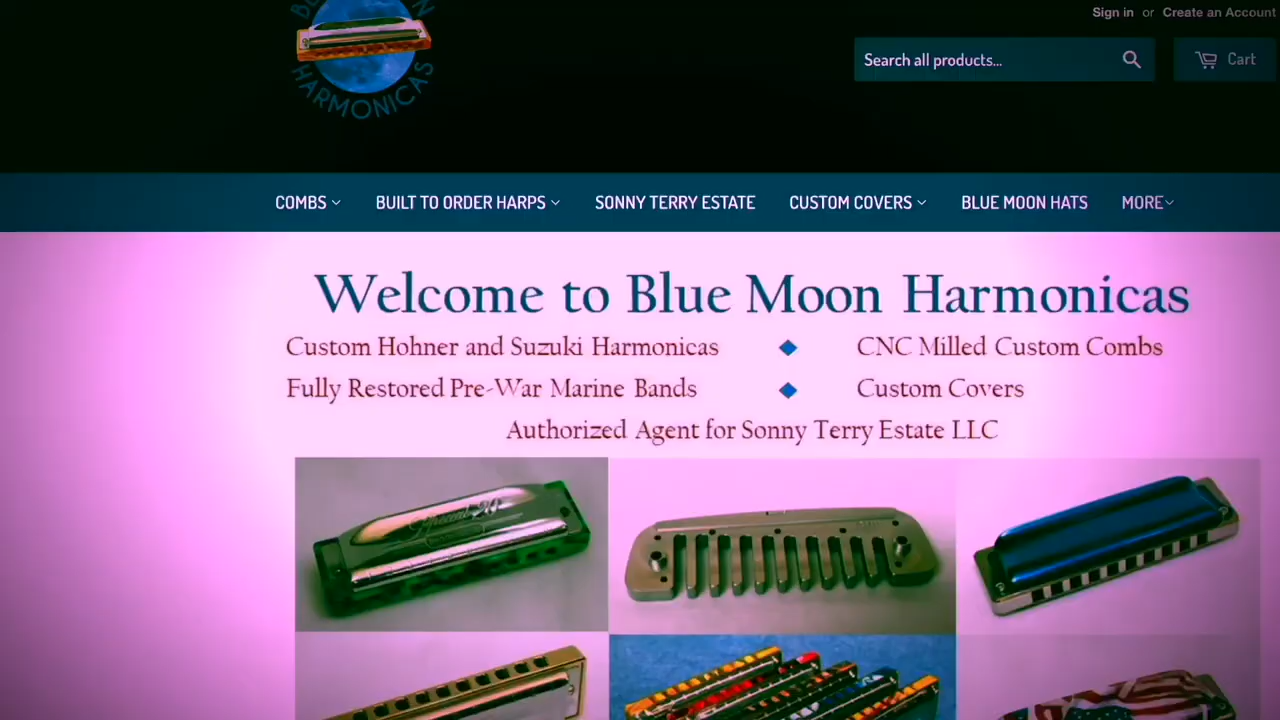 Sign in or Create an Account
HARMONICAS
Search all products...
Cart
COMBS
BUILT TO ORDER HARPS
SONNY TERRY ESTATE
CUSTOM COVERS
BLUE MOON HATS
MORE
Welcome to Blue Moon Harmonicas
Custom Hohner and Suzuki Harmonicas
CNC Milled Custom Combs
Fully Restored Pre-War Marine Bands
Custom Covers
Authorized Agent for Sonny Terry Estate LLC
Special 20